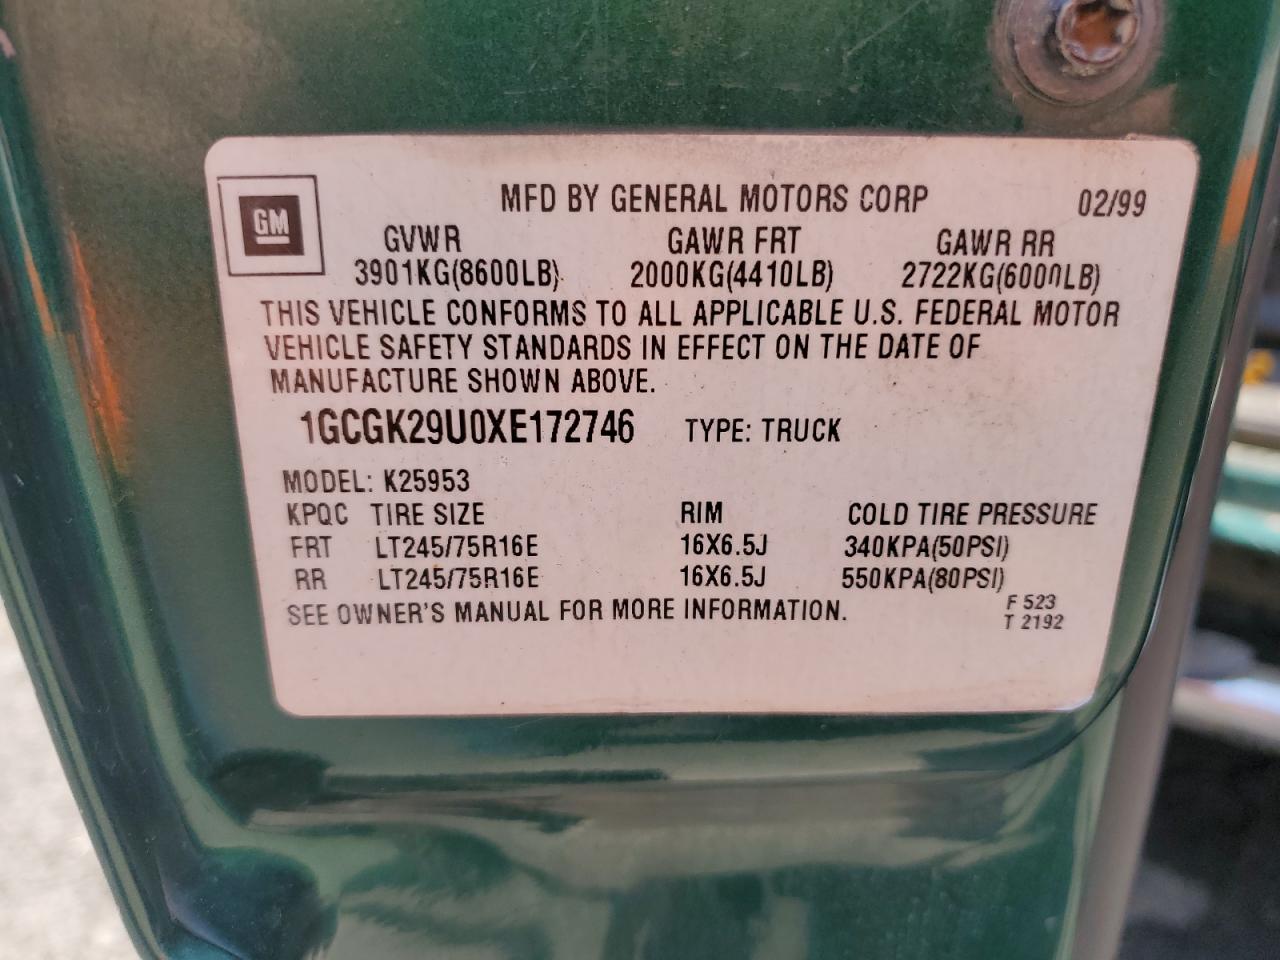 MFD BY GENERAL MOTORS CORP 02/99
GM
GVWR GAWR FRT GAWR RR
3901KG(8600LB) 2000KG(4410LB) 2722KG(6000LB)
THIS VEHICLE CONFORMS TO ALL APPLICABLE U.S. FEDERAL MOTOR
VEHICLE SAFETY STANDARDS IN EFFECT ON THE DATE OF
MANUFACTURE SHOWN ABOVE.
1GCGK29U0XE172746 TYPE: TRUCK
MODEL: K25953
KPQC TIRE SIZE RIM COLD TIRE PRESSURE
FRT LT245/75R16E 16X6.5J 340KPA(50PSI)
RR LT245/75R16E 16X6.5J 550KPA(80PSI)
SEE OWNER'S MANUAL FOR MORE INFORMATION. F 523
T 2192